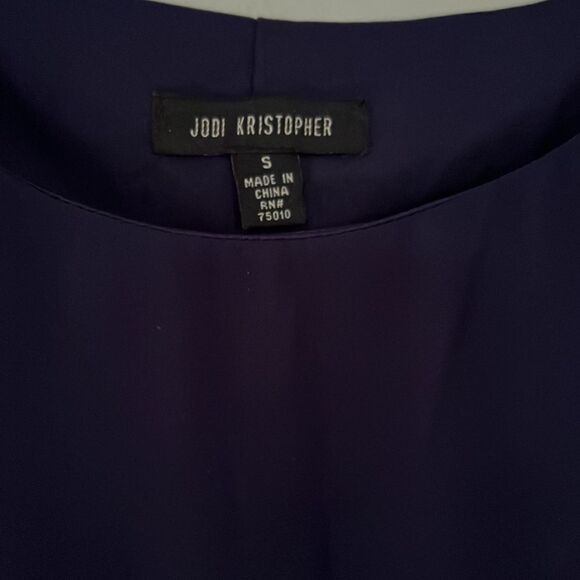 JODI KRISTOPHER
S
MADE IN
CHINA
RN#
75010